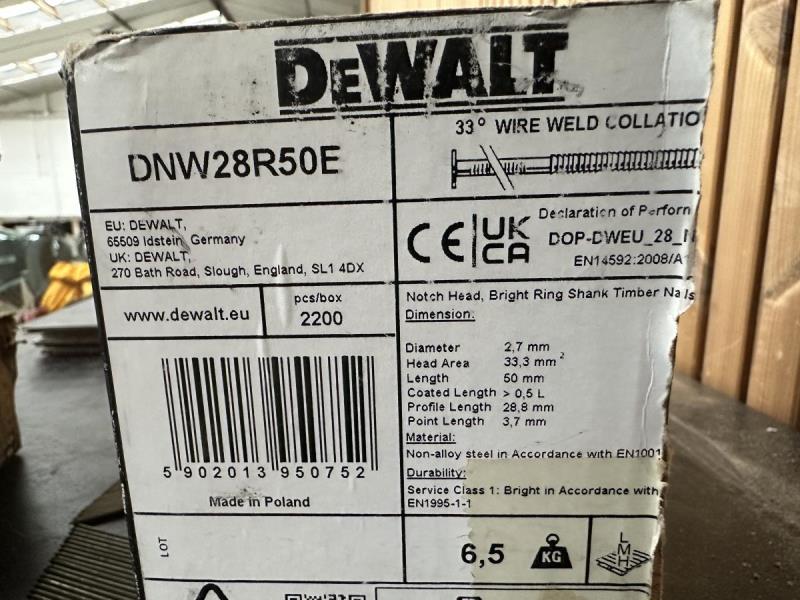 DEWALT
DNW28R50E
33° WIRE WELD COLLATIO
EU: DEWALT,
65509 Idstein, Germany
UK: DEWALT,
270 Bath Road, Slough, England, SL1 4DX
CE UK
CA
Declaration of Perform
DOP-DWEU_28_
EN14592:2008/A1
www.dewalt.eu
pcs/box
2200
Notch Head, Bright Ring Shank Timber Nails
Dimension:
Diameter 2,7 mm
Head Area 33,3 mm²
Length 50 mm
Coated Length > 0,5 L
Profile Length 28,8 mm
Point Length 3,7 mm
Material:
Non-alloy steel in Accordance with EN1001
Durability:
Service Class 1: Bright in Accordance with
EN1995-1-1
5 902013 950752
Made in Poland
LOT
6,5 KG
L
M
H